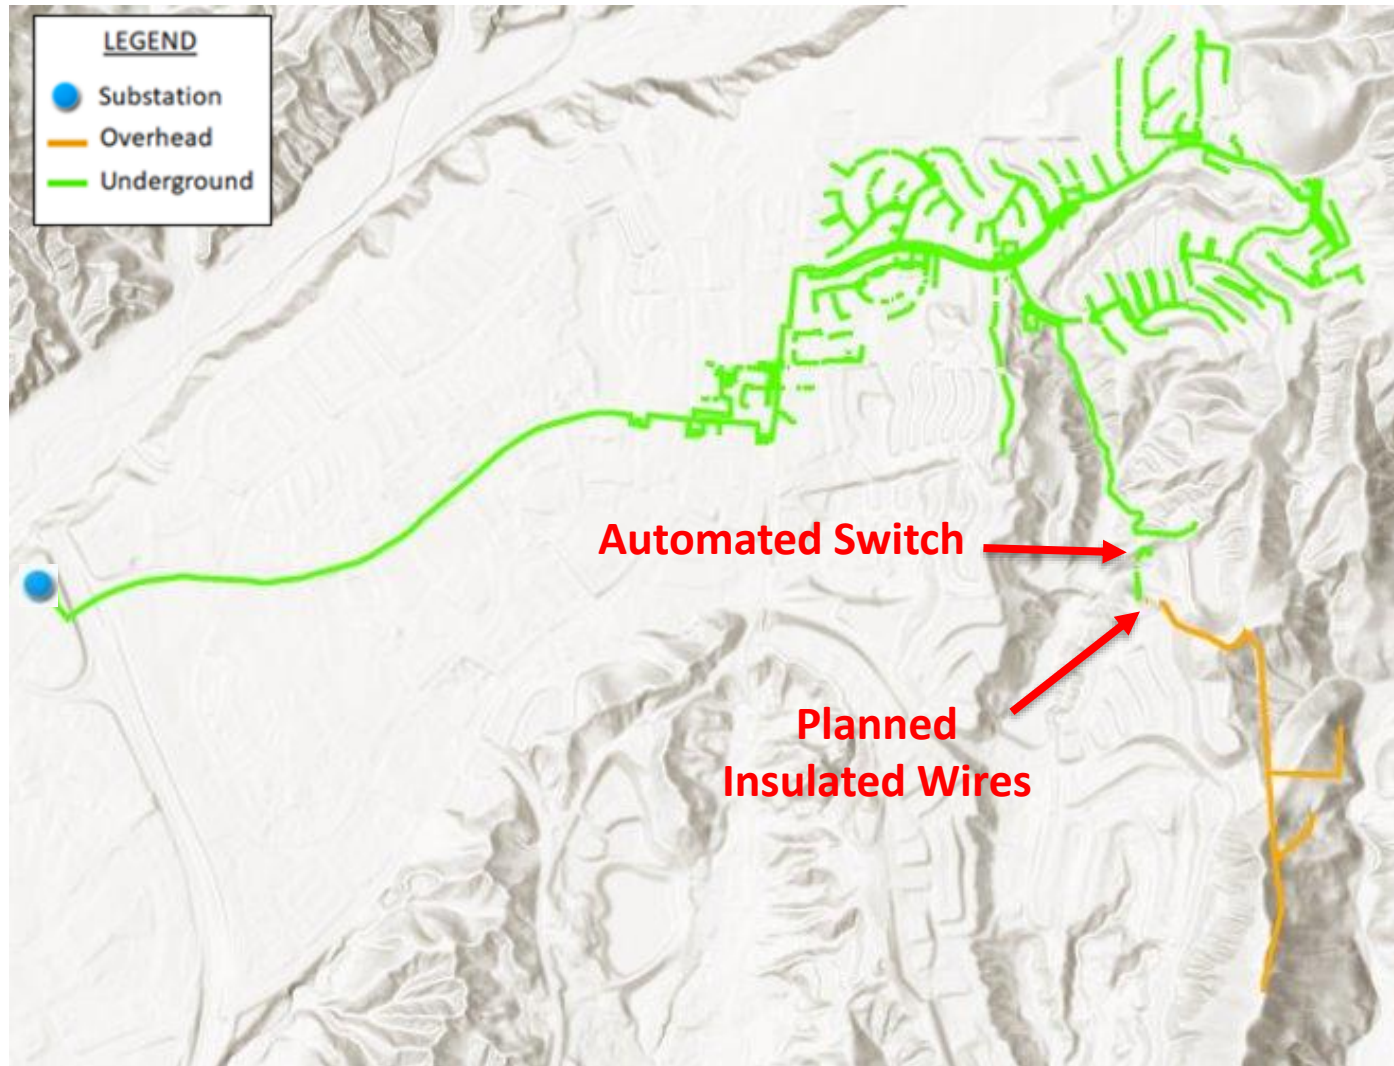 LEGEND
Substation
Overhead
Underground
Automated Switch
Planned
Insulated Wires